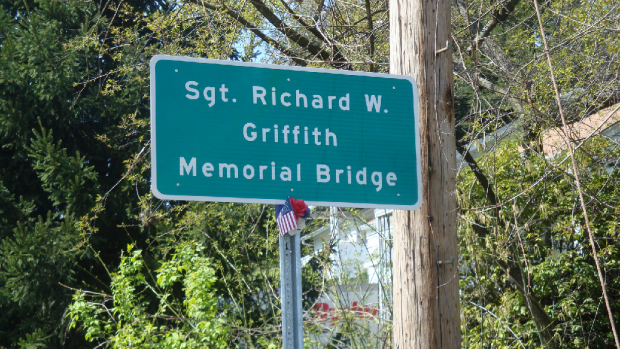 Sgt. Richard W.
Griffith
Memorial Bridge